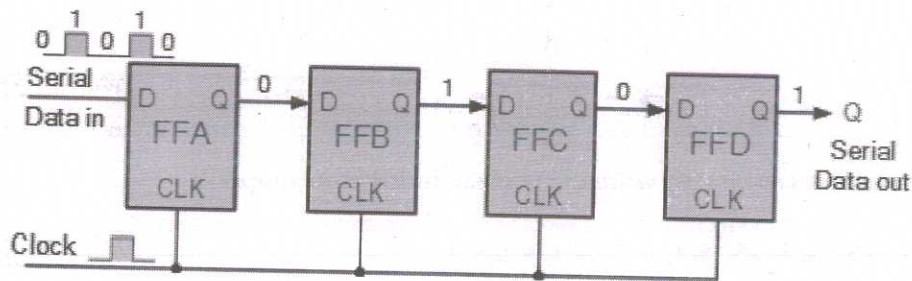 0 1 0 1 0
Serial
Data in
D Q
FFA
CLK
0
D Q
FFB
CLK
1
D Q
FFC
CLK
0
D Q
FFD
CLK
1
Q
Serial
Data out
Clock